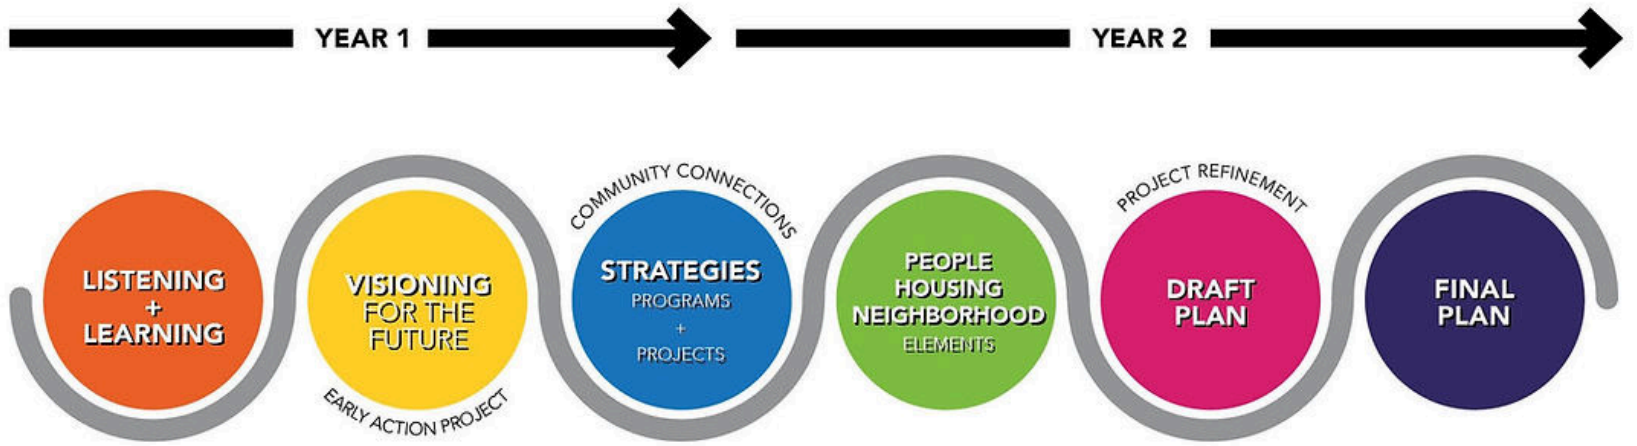 YEAR 1
YEAR 2
LISTENING
+
LEARNING
VISIONING
FOR THE
FUTURE
EARLY ACTION PROJECT
COMMUNITY CONNECTIONS
STRATEGIES
PROGRAMS
+
PROJECTS
PEOPLE
HOUSING
NEIGHBORHOOD
ELEMENTS
PROJECT REFINEMENT
DRAFT
PLAN
FINAL
PLAN